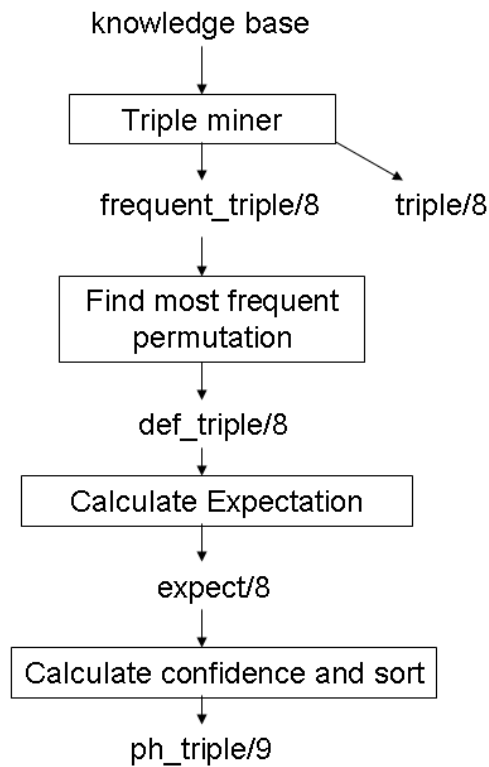 knowledge base
Triple miner
frequent_triple/8
triple/8
Find most frequent
permutation
def_triple/8
Calculate Expectation
expect/8
Calculate confidence and sort
ph_triple/9